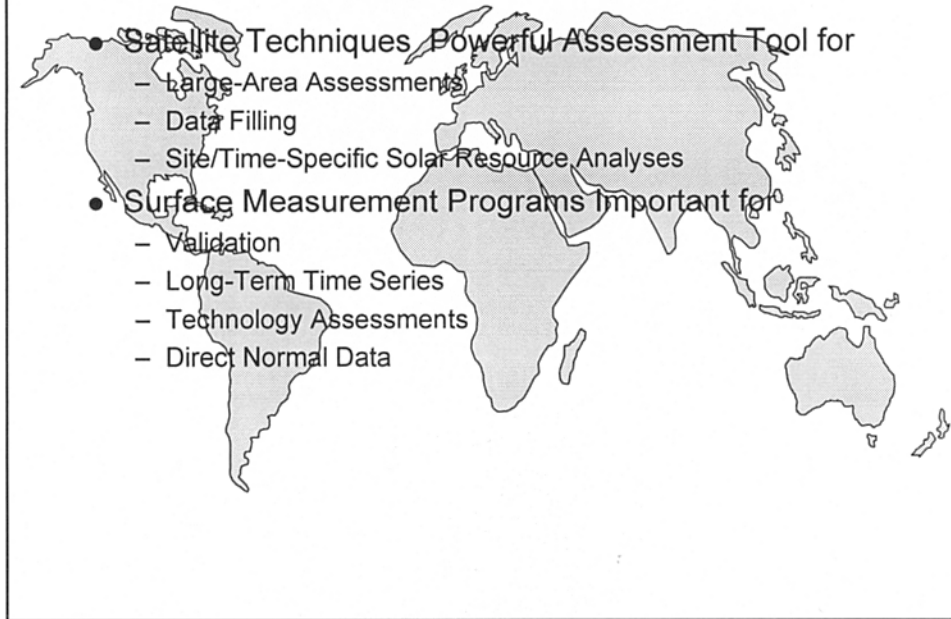 • Satellite Techniques Powerful Assessment Tool for
– Large-Area Assessments
– Data Filling
– Site/Time-Specific Solar Resource Analyses
• Surface Measurement Programs Important for
– Validation
– Long-Term Time Series
– Technology Assessments
– Direct Normal Data